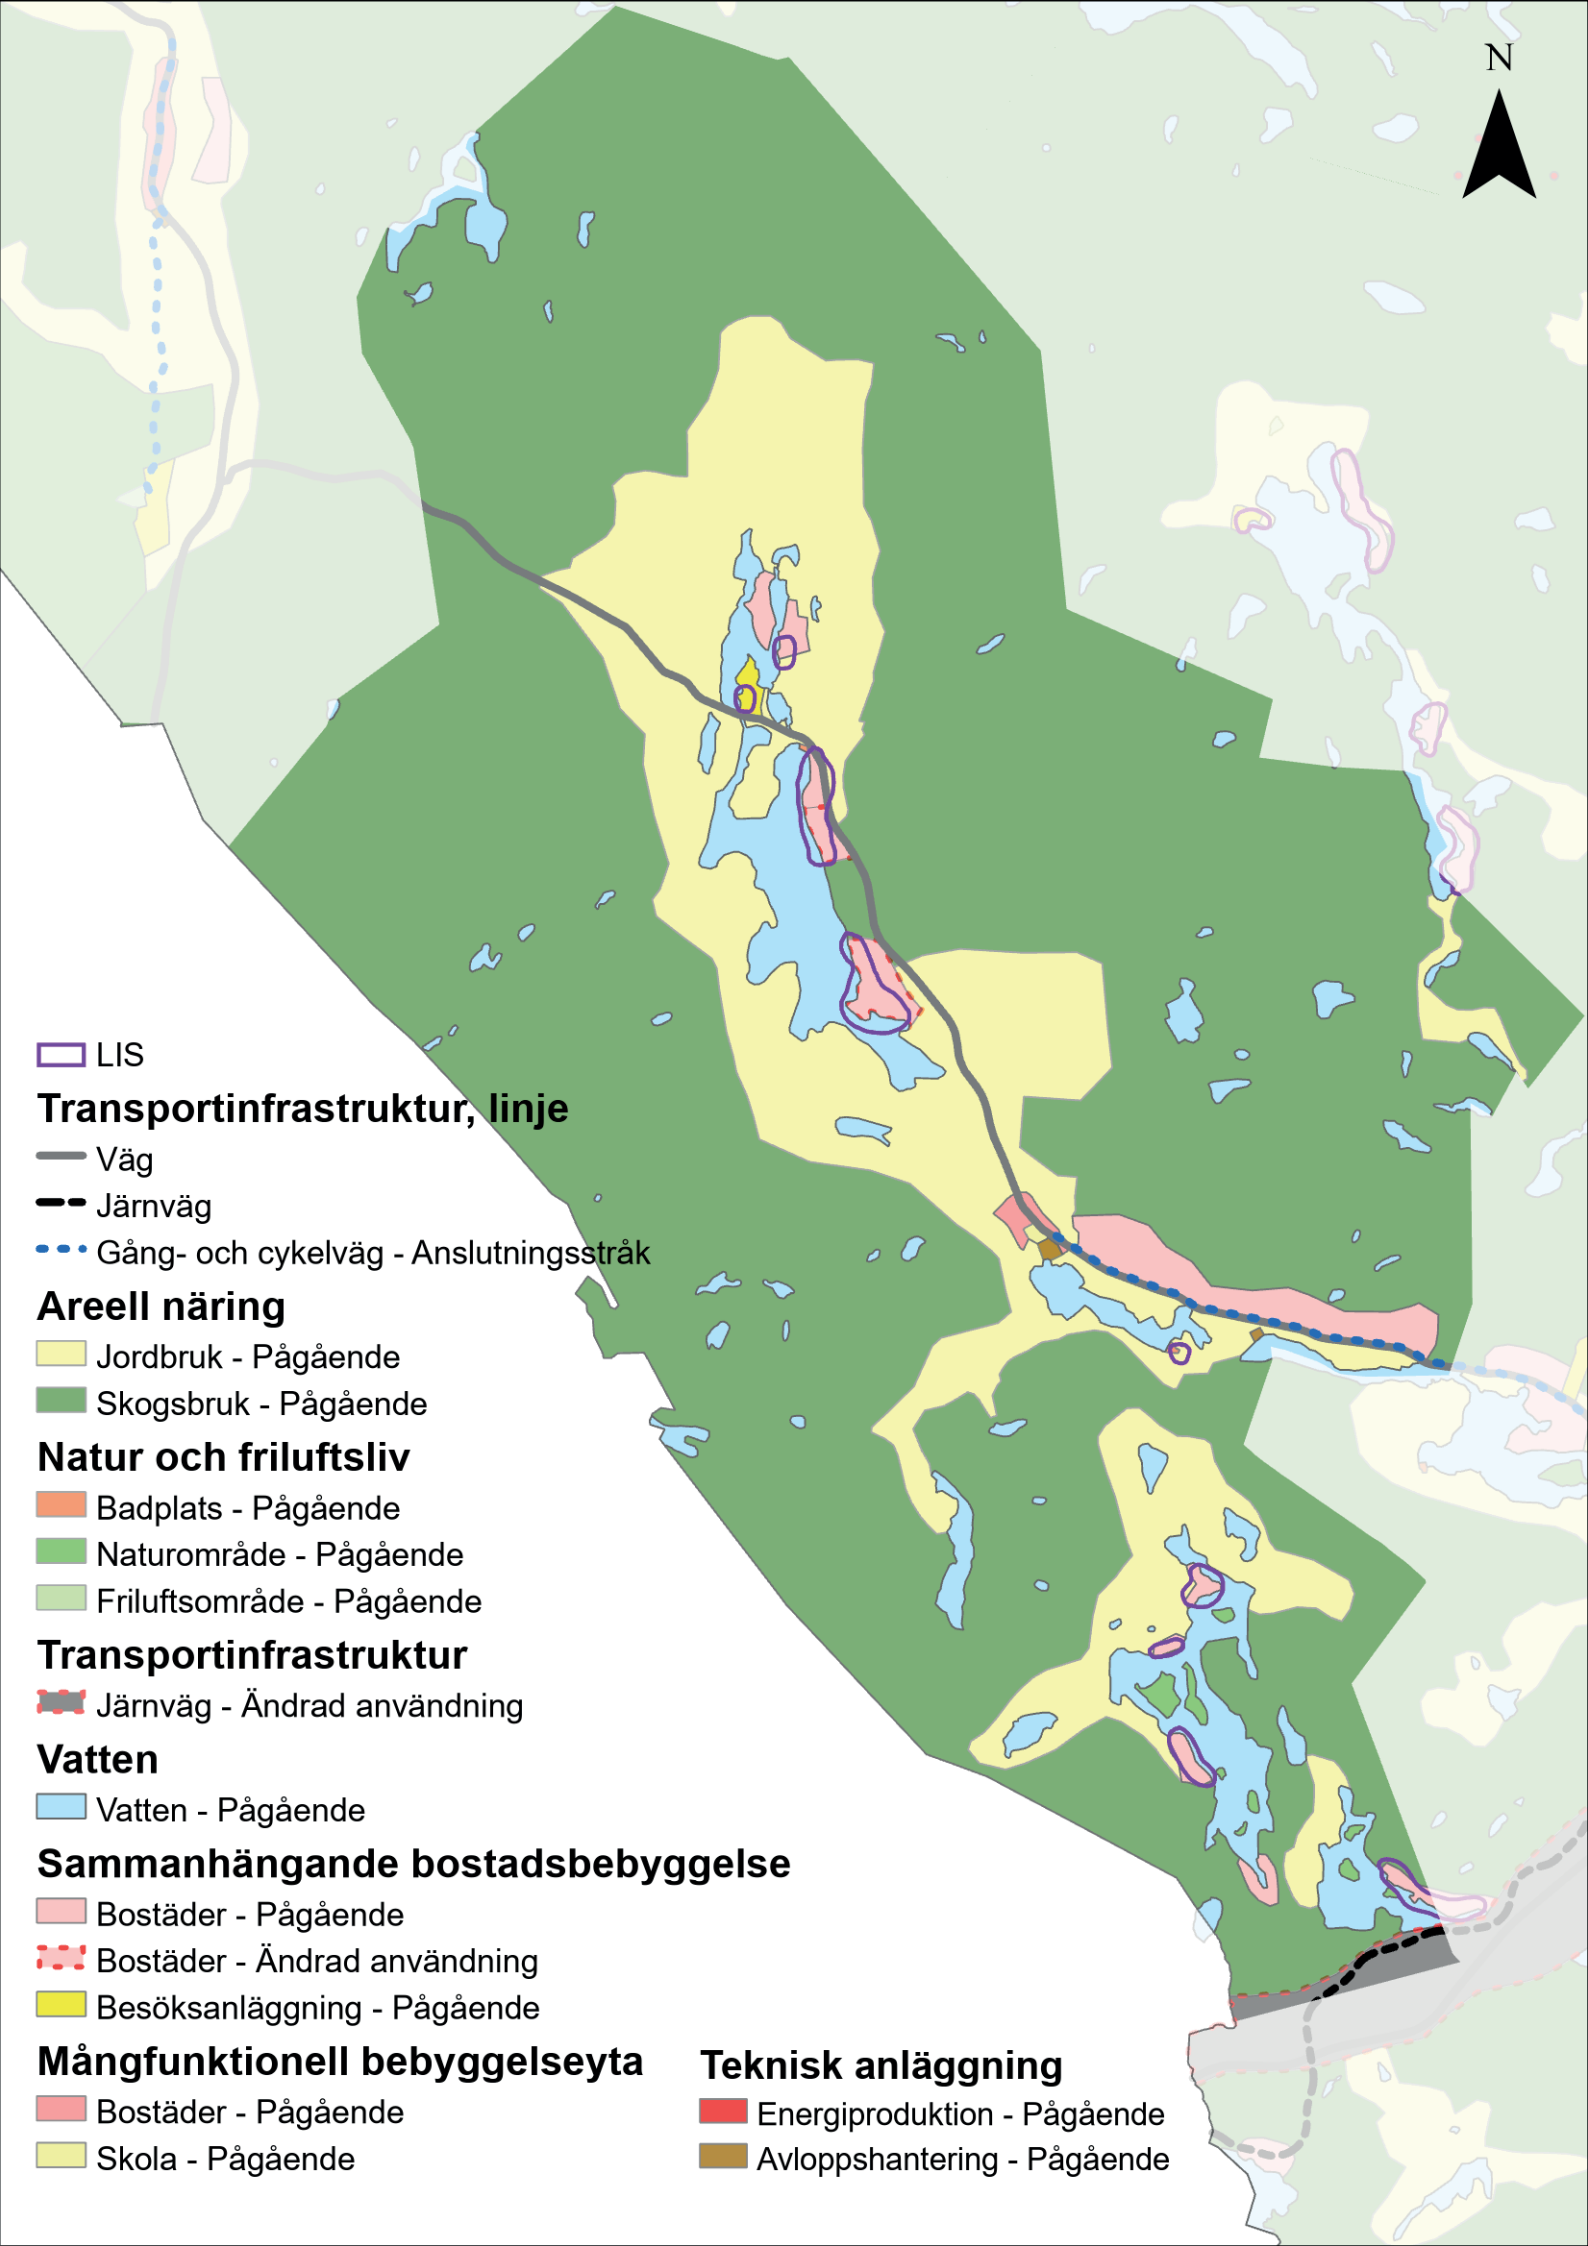 N
LIS
Transportinfrastruktur, linje
Väg
Järnväg
Gång- och cykelväg - Anslutningsstråk
Areell näring
Jordbruk - Pågående
Skogsbruk - Pågående
Natur och friluftsliv
Badplats - Pågående
Naturområde - Pågående
Friluftsområde - Pågående
Transportinfrastruktur
Järnväg - Ändrad användning
Vatten
Vatten - Pågående
Sammanhängande bostadsbebyggelse
Bostäder - Pågående
Bostäder - Ändrad användning
Besöksanläggning - Pågående
Mångfunktionell bebyggelseyta
Bostäder - Pågående
Skola - Pågående
Teknisk anläggning
Energiproduktion - Pågående
Avloppshantering - Pågående